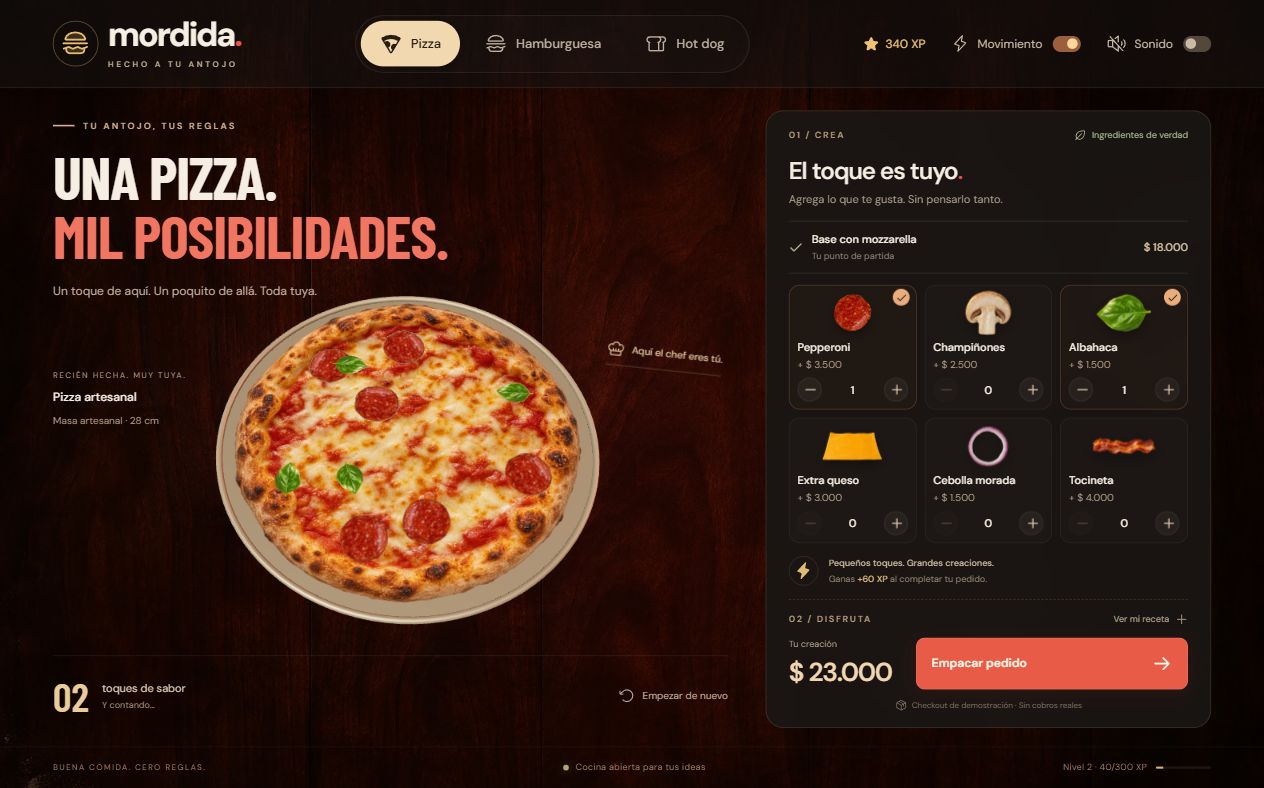 mordida.
HECHO A TU ANTOJO
Pizza
Hamburguesa
Hot dog
340 XP
Movimiento
Sonido
TU ANTOJO, TUS REGLAS
UNA PIZZA.
MIL POSIBILIDADES.
Un toque de aquí. Un poquito de allá. Toda tuya.
Aquí el chef eres tú.
RECIÉN HECHA. MUY TUYA.
Pizza artesanal
Masa artesanal · 28 cm
02
toques de sabor
Y contando...
Empezar de nuevo
01 / CREA
Ingredientes de verdad
El toque es tuyo.
Agrega lo que te gusta. Sin pensarlo tanto.
Base con mozzarella
Tu punto de partida
$ 18.000
Pepperoni
+ $ 3.500
1
Champiñones
+ $ 2.500
0
Albahaca
+ $ 1.500
1
Extra queso
+ $ 3.000
0
Cebolla morada
+ $ 1.500
0
Tocineta
+ $ 4.000
0
Pequeños toques. Grandes creaciones.
Ganas +60 XP al completar tu pedido.
02 / DISFRUTA
Ver mi receta
Tu creación
$ 23.000
Empacar pedido
Checkout de demostración · Sin cobros reales
BUENA COMIDA. CERO REGLAS.
Cocina abierta para tus ideas
Nivel 2 · 40/300 XP